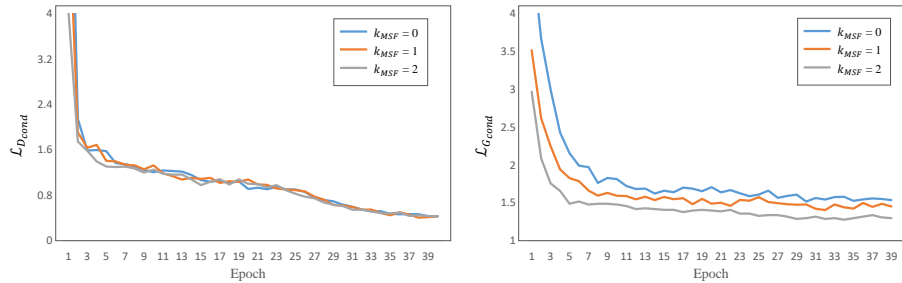 4
3.2
2.4
1.6
0.8
0
ℒ_{D_{cond}}
k_{MSF} = 0
k_{MSF} = 1
k_{MSF} = 2
1 3 5 7 9 11 13 15 17 19 21 23 25 27 29 31 33 35 37 39
Epoch
4
3.5
3
2.5
2
1.5
1
ℒ_{G_{cond}}
k_{MSF} = 0
k_{MSF} = 1
k_{MSF} = 2
1 3 5 7 9 11 13 15 17 19 21 23 25 27 29 31 33 35 37 39
Epoch